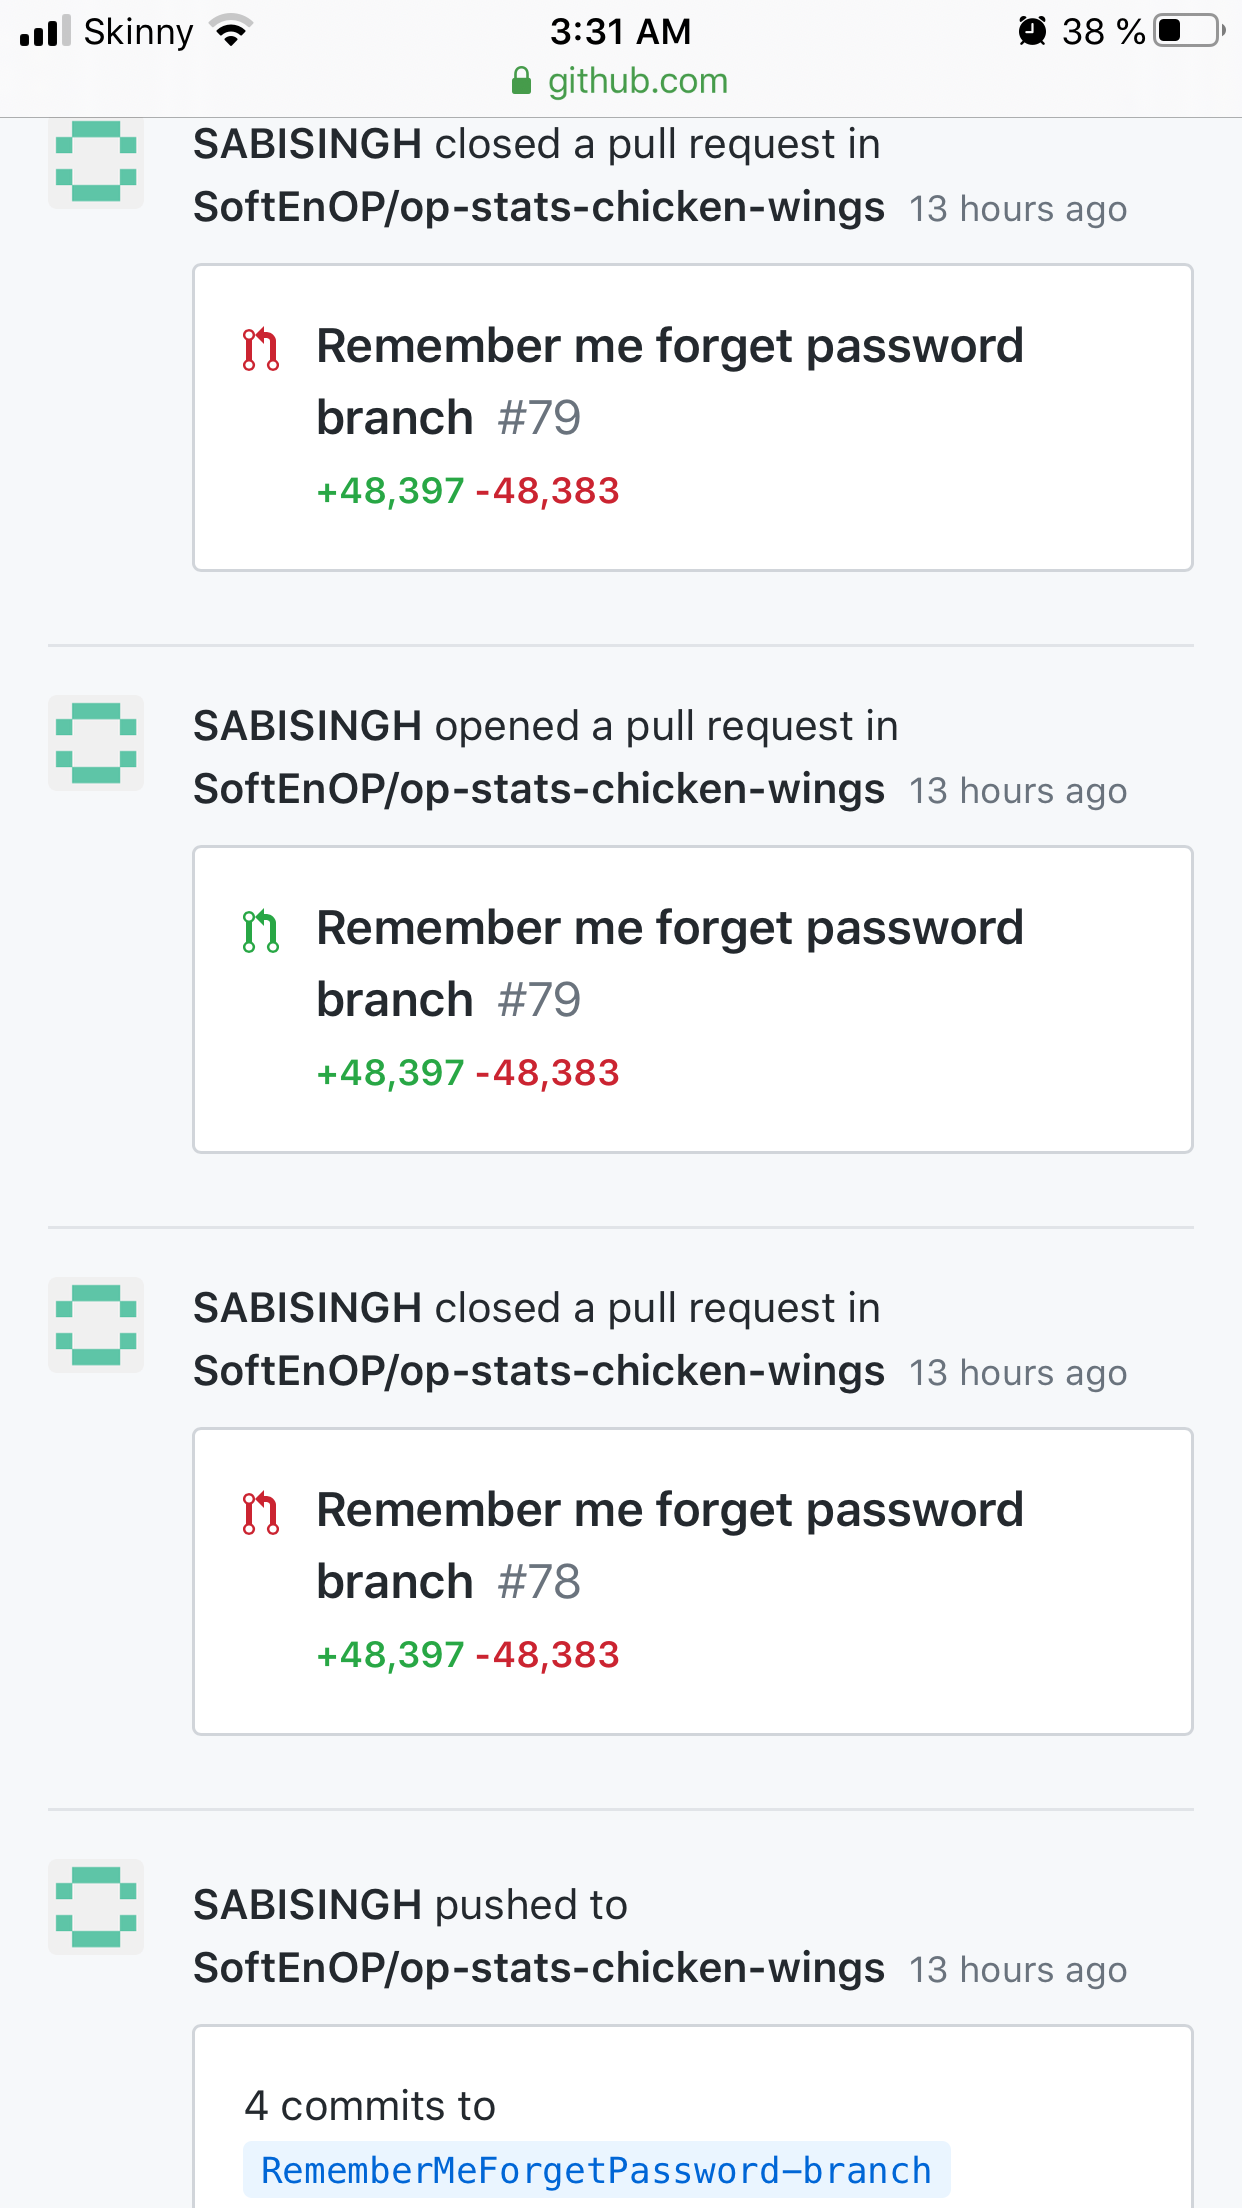 Skinny 3:31 AM 38 %
github.com
SABISINGH closed a pull request in
SoftEnOP/op-stats-chicken-wings 13 hours ago
Remember me forget password
branch #79
+48,397 -48,383
SABISINGH opened a pull request in
SoftEnOP/op-stats-chicken-wings 13 hours ago
Remember me forget password
branch #79
+48,397 -48,383
SABISINGH closed a pull request in
SoftEnOP/op-stats-chicken-wings 13 hours ago
Remember me forget password
branch #78
+48,397 -48,383
SABISINGH pushed to
SoftEnOP/op-stats-chicken-wings 13 hours ago
4 commits to
RememberMeForgetPassword-branch